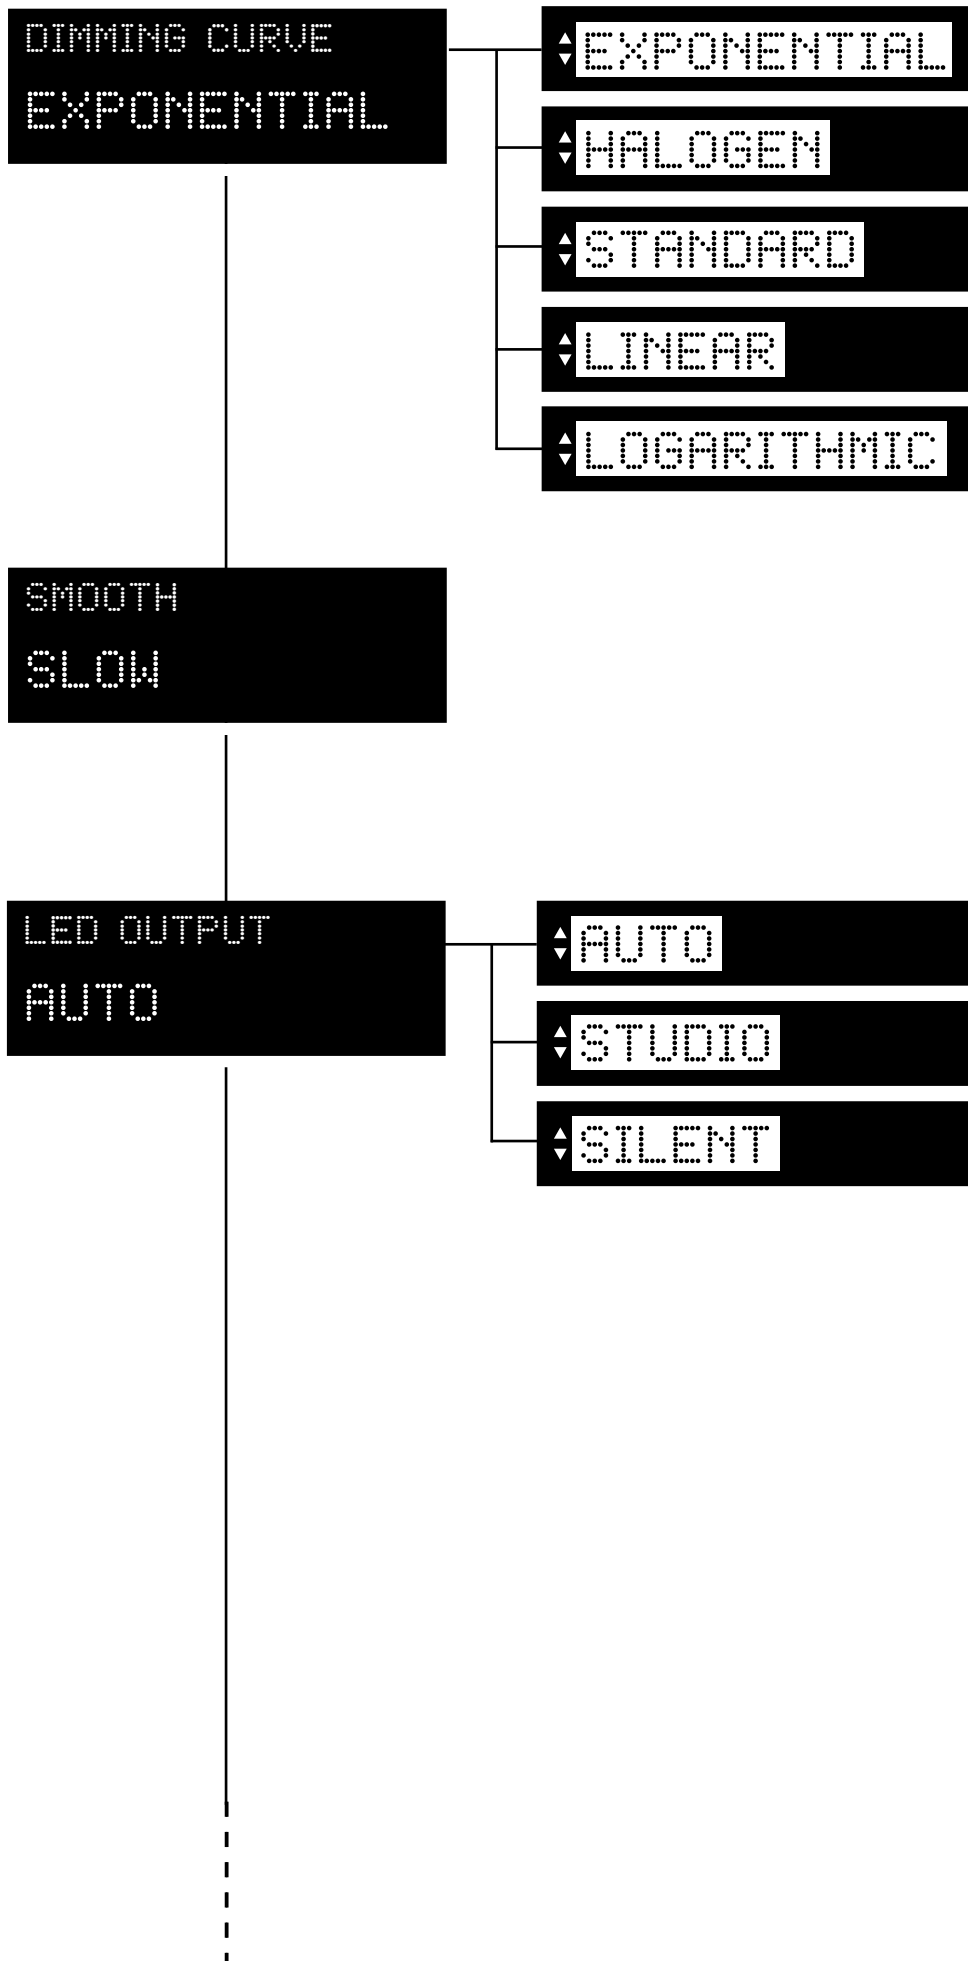 DIMMING CURVE
EXPONENTIAL
EXPONENTIAL
HALOGEN
STANDARD
LINEAR
LOGARITHMIC
SMOOTH
SLOW
LED OUTPUT
AUTO
AUTO
STUDIO
SILENT